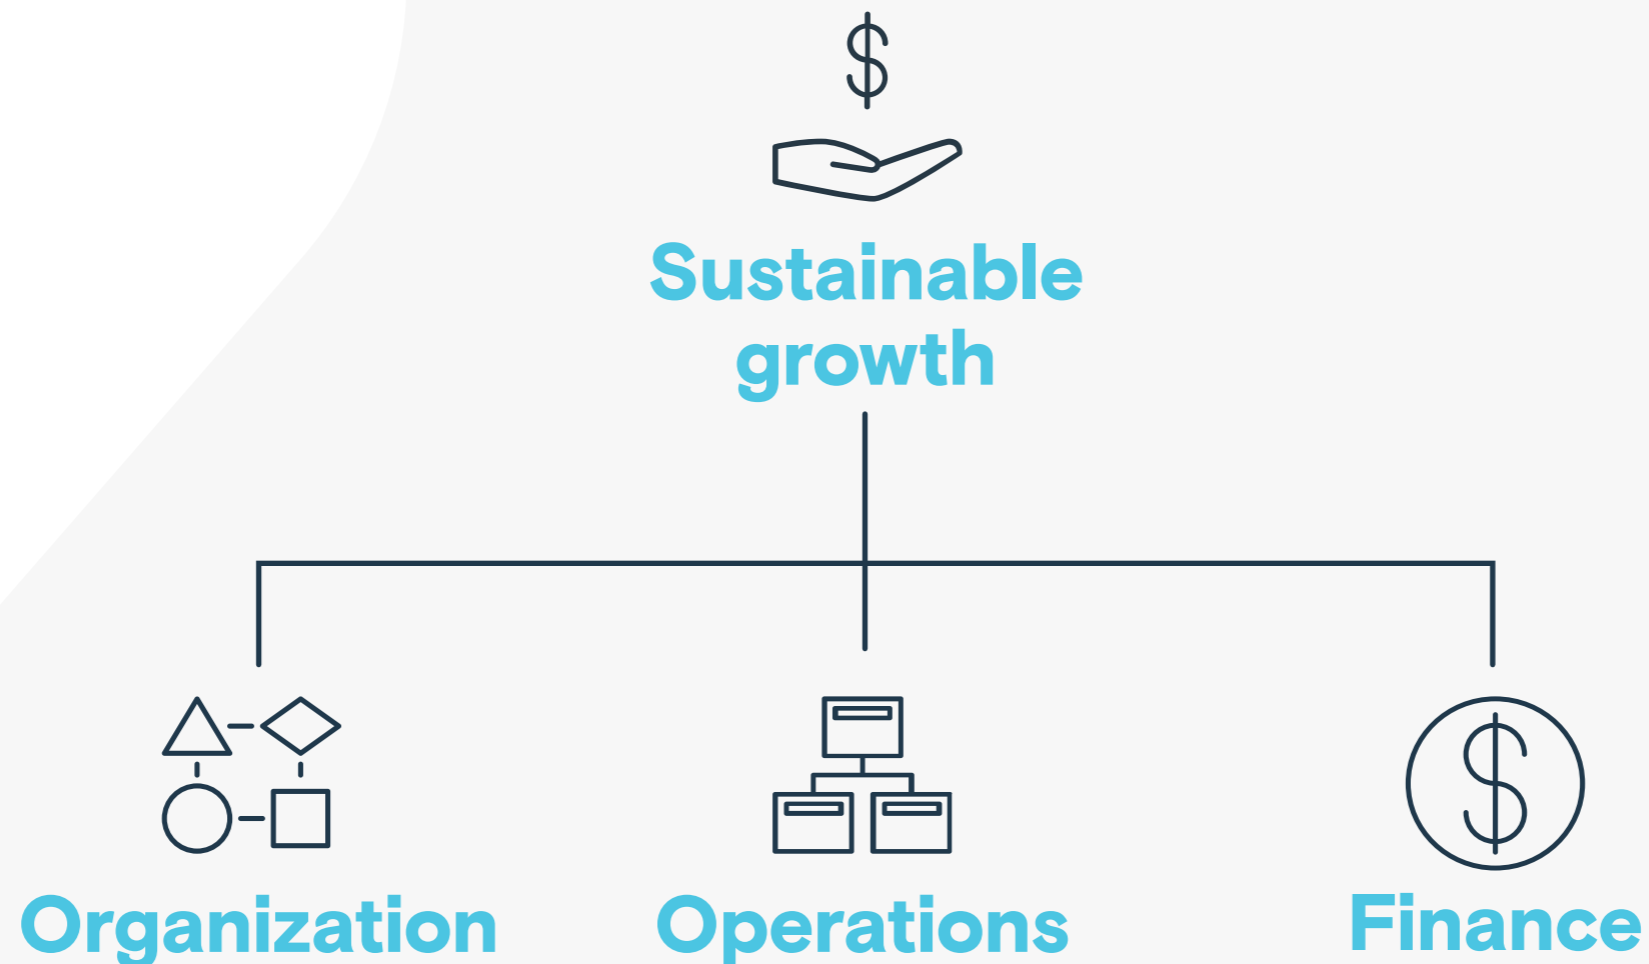 Sustainable
growth
Organization
Operations
Finance